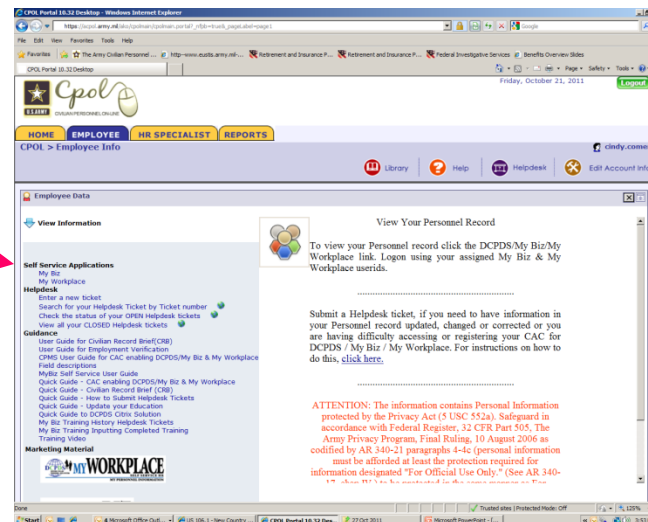 CPOL Portal 10.32 Desktop - Windows Internet Explorer
File Edit View Favorites Tools Help
Favorites The Army Civilian Personnel ... http-www.eustis.army.mil-... Retirement and Insurance P... Retirement and Insurance P... Federal Investigative Services Benefits Overview Slides
CPOL Portal 10.32 Desktop Page Safety Tools
U.S.ARMY Cpol Friday, October 21, 2011 Logout
CIVILIAN PERSONNEL ON-LINE
HOME EMPLOYEE HR SPECIALIST REPORTS
CPOL > Employee Info cindy.come
Library Help Helpdesk Edit Account Info
Employee Data
View Information
Self Service Applications
My Biz
My Workplace
Helpdesk
Enter a new ticket
Search for your Helpdesk Ticket by Ticket number
Check the status of your OPEN Helpdesk tickets
View all your CLOSED Helpdesk tickets
Guidance
User Guide for Civilian Record Brief(CRB)
User Guide for Employment Verification
CPMS User Guide for CAC enabling DCPDS/My Biz & My Workplace
Field descriptions
MyBiz Self Service User Guide
Quick Guide - CAC enabling DCPDS/My Biz & My Workplace
Quick Guide - Civilian Record Brief (CRB)
Quick Guide - How to Submit Helpdesk Tickets
Quick Guide - Update your Education
Quick Guide to DCPDS Citrix Solution
My Biz Training History Helpdesk Tickets
My Biz Training Inputting Completed Training
Training Video
Marketing Material
MY WORKPLACE
View Your Personnel Record
To view your Personnel record click the DCPDS/My Biz/My
Workplace link. Logon using your assigned My Biz & My
Workplace userids.
Submit a Helpdesk ticket, if you need to have information in
your Personnel record updated, changed or corrected or you
are having difficulty accessing or registering your CAC for
DCPDS / My Biz / My Workplace. For instructions on how to
do this, click here.
ATTENTION: The information contains Personal Information
protected by the Privacy Act (5 USC 552a). Safeguard in
accordance with Federal Register, 32 CFR Part 505, The
Army Privacy Program, Final Ruling, 10 August 2006 as
codified by AR 340-21 paragraphs 4-4c (personal information
must be afforded at least the protection required for
information designated "For Official Use Only." (See AR 340-
Done Trusted sites | Protected Mode: Off 125%
Start 4 Microsoft Office Out... US 106.1 - New Country ... CPOL Portal 10.32 Des... 27 Oct 2011 Microsoft PowerPoint - [... 3:51